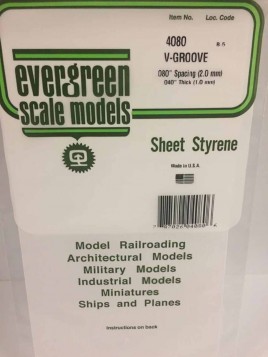 Item No. Loc. Code
4080 B-5
V-GROOVE
.080" Spacing (2.0 mm)
.040" Thick (1.0 mm)
evergreen
scale models
Sheet Styrene
Made in U.S.A.
Model Railroading
Architectural Models
Military Models
Industrial Models
Miniatures
Ships and Planes
Instructions on back